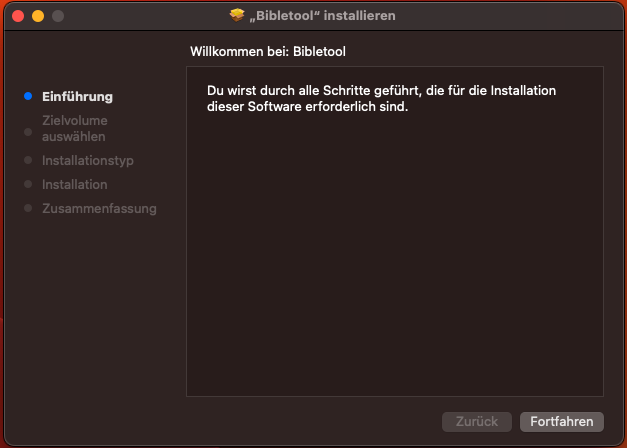 „Bibletool“ installieren
Willkommen bei: Bibletool
Einführung
Zielvolume
auswählen
Installationstyp
Installation
Zusammenfassung
Du wirst durch alle Schritte geführt, die für die Installation
dieser Software erforderlich sind.
Zurück
Fortfahren